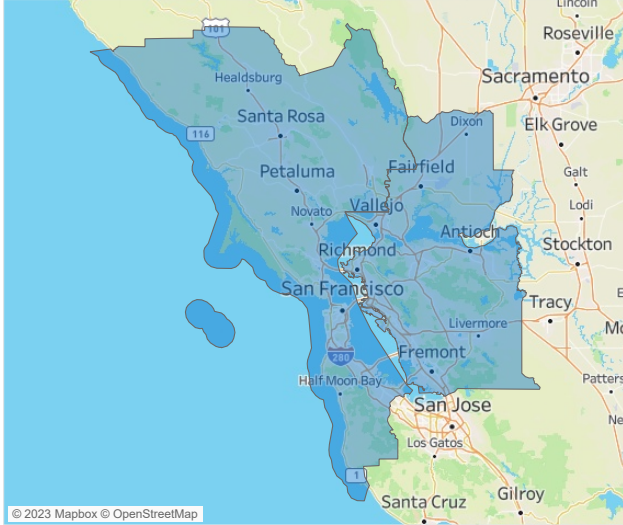 Lincoln
Roseville
101
Healdsburg
Sacramento
Santa Rosa
Dixon
Elk Grove
116
Petaluma
Fairfield
Galt
Novato
Vallejo
Lodi
Antioch
Stockton
Richmond
San Francisco
Tracy
Livermore
280
Fremont
Half Moon Bay
Patters
San Jose
Los Gatos
1
Gilroy
Santa Cruz
© 2023 Mapbox © OpenStreetMap